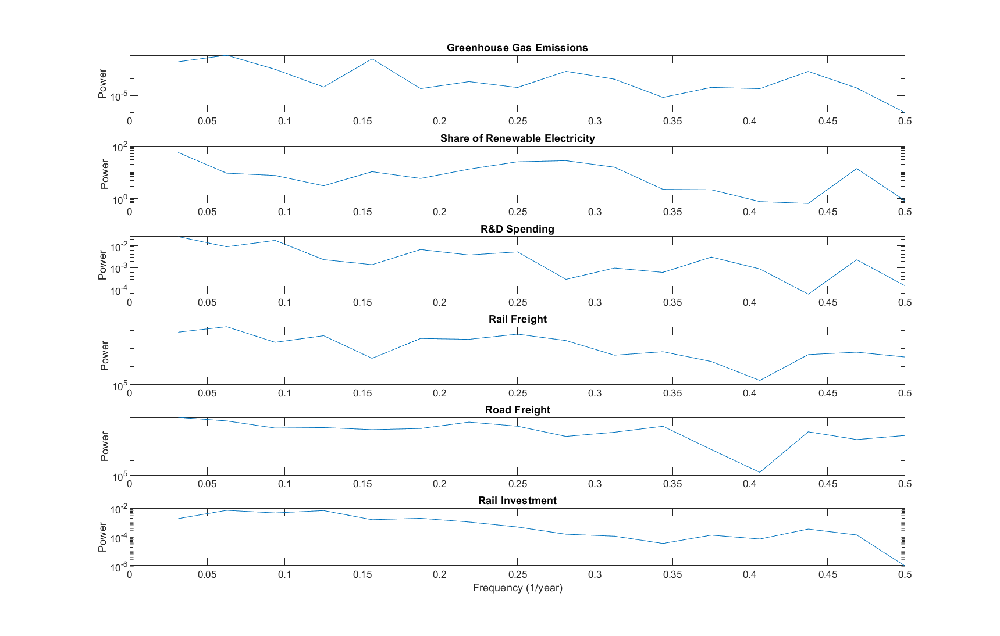 Greenhouse Gas Emissions
Power
10^-5
0 0.05 0.1 0.15 0.2 0.25 0.3 0.35 0.4 0.45 0.5
Share of Renewable Electricity
Power
10^2
10^0
0 0.05 0.1 0.15 0.2 0.25 0.3 0.35 0.4 0.45 0.5
R&D Spending
Power
10^-2
10^-3
10^-4
0 0.05 0.1 0.15 0.2 0.25 0.3 0.35 0.4 0.45 0.5
Rail Freight
Power
10^5
0 0.05 0.1 0.15 0.2 0.25 0.3 0.35 0.4 0.45 0.5
Road Freight
Power
10^5
0 0.05 0.1 0.15 0.2 0.25 0.3 0.35 0.4 0.45 0.5
Rail Investment
Power
10^-2
10^-4
10^-6
0 0.05 0.1 0.15 0.2 0.25 0.3 0.35 0.4 0.45 0.5
Frequency (1/year)